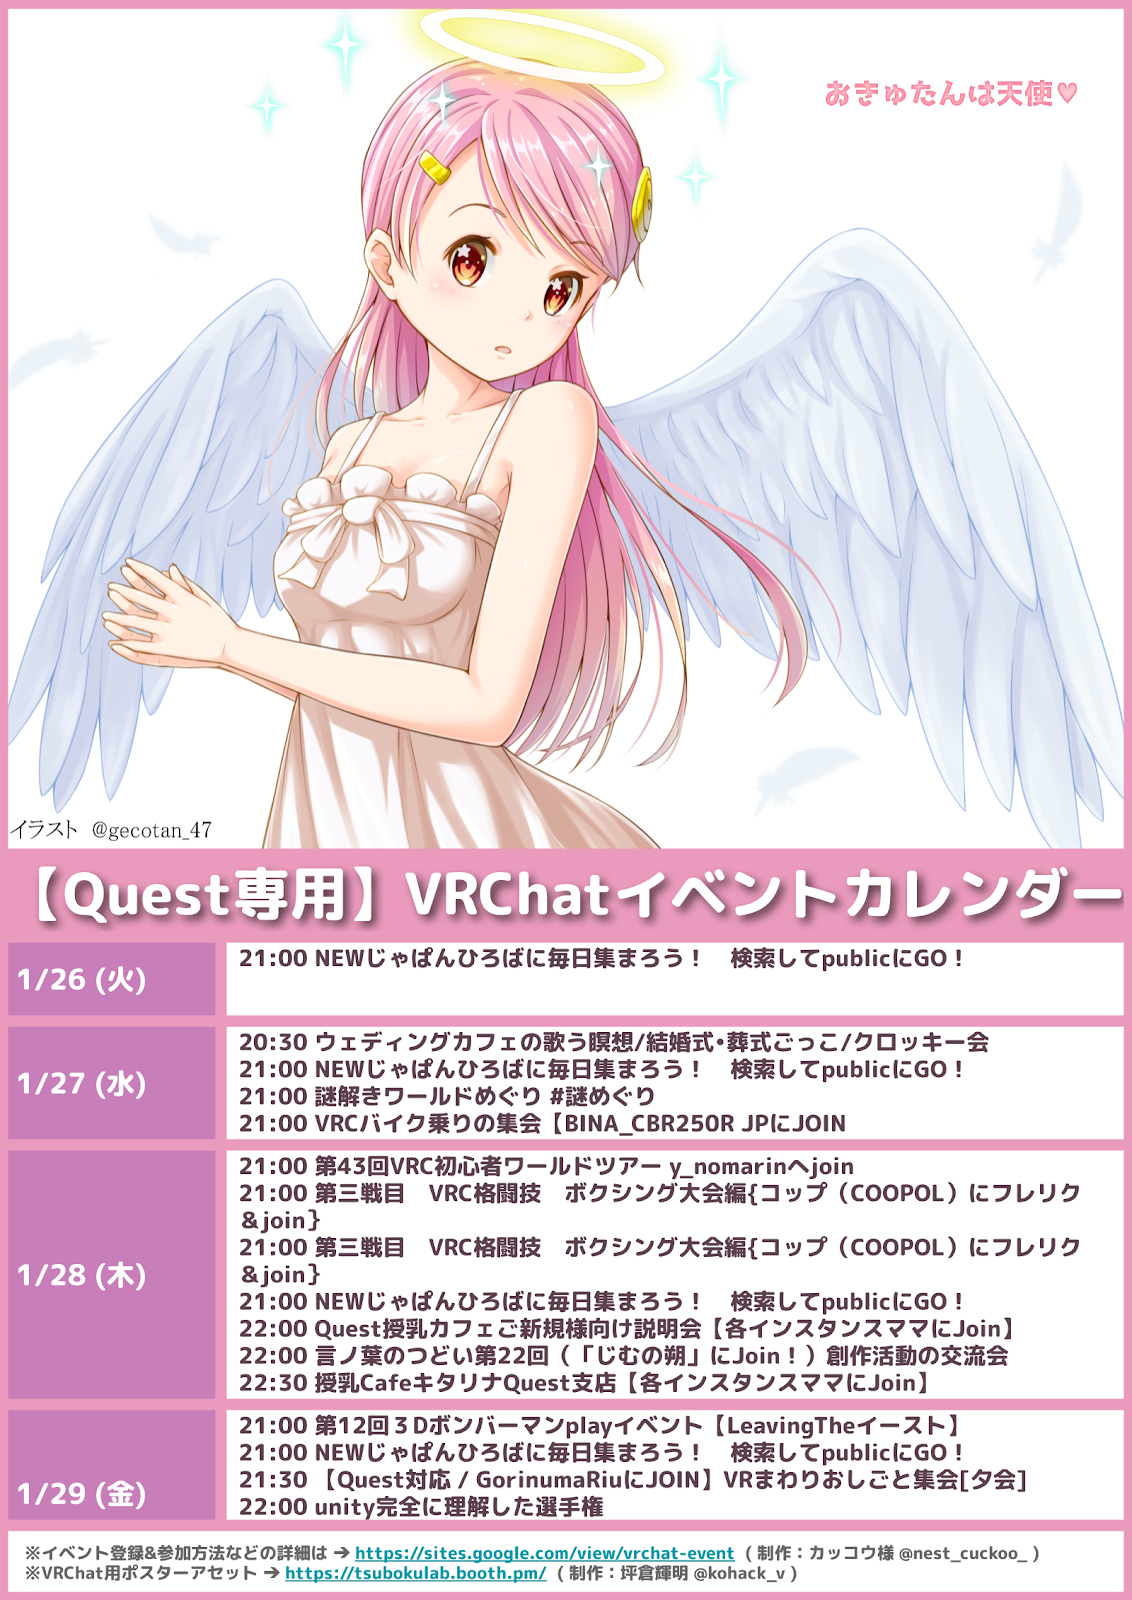 おきゅたんは天使♥
イラスト @gecotan_47
【Quest専用】VRChatイベントカレンダー
1/26 (火)
21:00 NEWじゃぱんひろばに毎日集まろう！　検索してpublicにGO！
1/27 (水)
20:30 ウェディングカフェの歌う瞑想/結婚式•葬式ごっこ/クロッキー会
21:00 NEWじゃぱんひろばに毎日集まろう！　検索してpublicにGO！
21:00 謎解きワールドめぐり #謎めぐり
21:00 VRCバイク乗りの集会【BINA_CBR250R JPにJOIN
1/28 (木)
21:00 第43回VRC初心者ワールドツアー y_nomarinへjoin
21:00 第三戦目　VRC格闘技　ボクシング大会編{コップ（COOPOL）にフレリク
＆join}
21:00 第三戦目　VRC格闘技　ボクシング大会編{コップ（COOPOL）にフレリク
＆join}
21:00 NEWじゃぱんひろばに毎日集まろう！　検索してpublicにGO！
22:00 Quest授乳カフェご新規様向け説明会【各インスタンスママにJoin】
22:00 言ノ葉のつどい第22回（「じむの朔」にJoin！）創作活動の交流会
22:30 授乳CafeキタリナQuest支店【各インスタンスママにJoin】
1/29 (金)
21:00 第12回３Dボンバーマンplayイベント【LeavingTheイースト】
21:00 NEWじゃぱんひろばに毎日集まろう！　検索してpublicにGO！
21:30 【Quest対応 / GorinumaRiuにJOIN】VRまわりおしごと集会[夕会]
22:00 unity完全に理解した選手権
※イベント登録&参加方法などの詳細は → https://sites.google.com/view/vrchat-event ( 制作：カッコウ様 @nest_cuckoo_ )
※VRChat用ポスターアセット → https://tsubokulab.booth.pm/ ( 制作：坪倉輝明 @kohack_v )